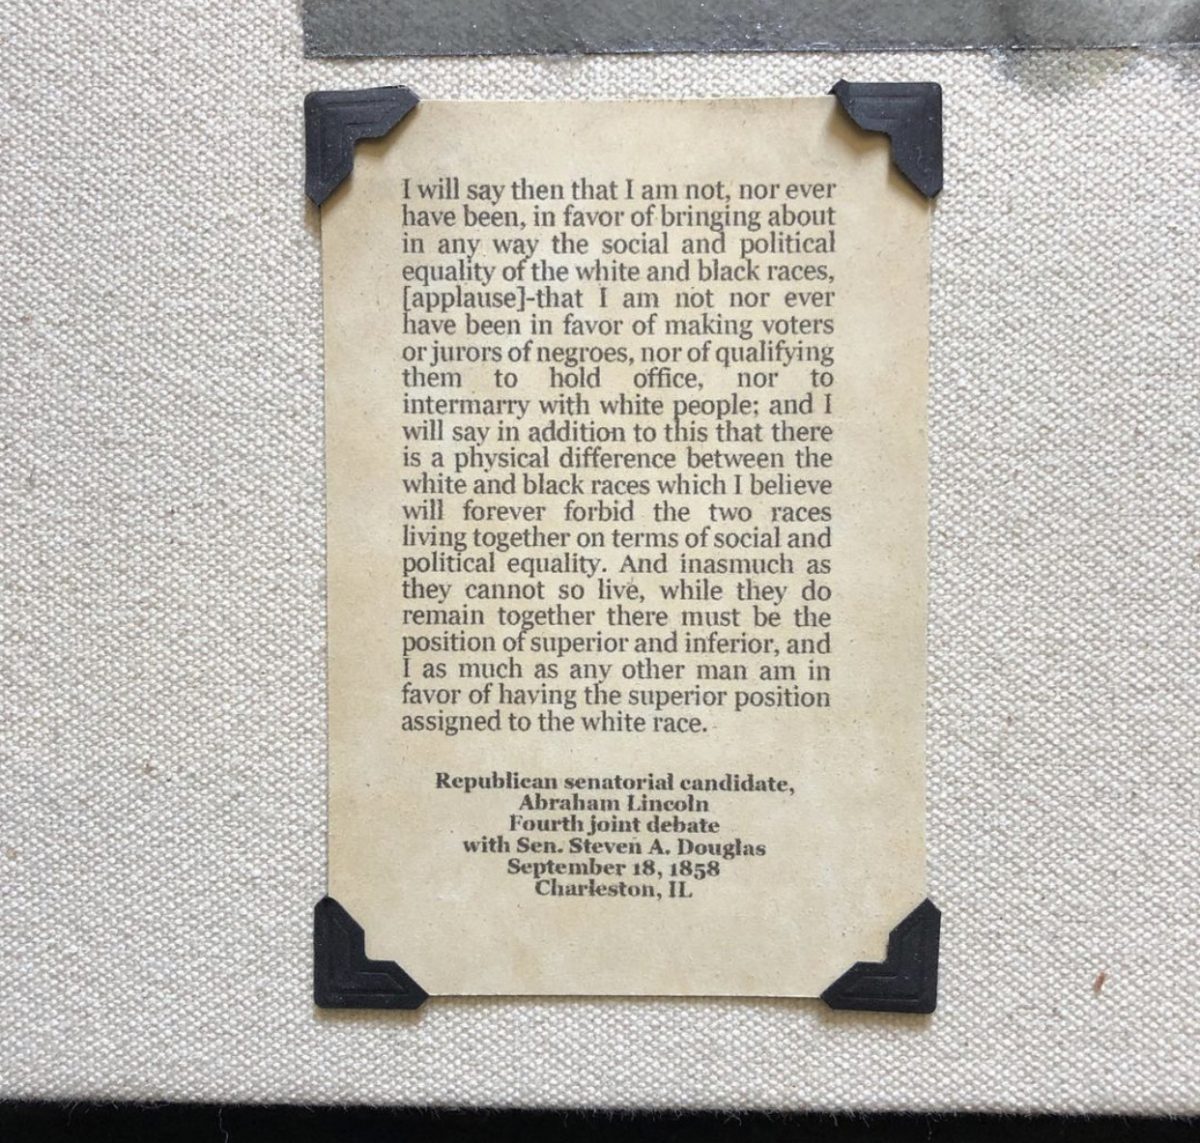 I will say then that I am not, nor ever
have been, in favor of bringing about
in any way the social and political
equality of the white and black races,
[applause]-that I am not nor ever
have been in favor of making voters
or jurors of negroes, nor of qualifying
them to hold office, nor to
intermarry with white people; and I
will say in addition to this that there
is a physical difference between the
white and black races which I believe
will forever forbid the two races
living together on terms of social and
political equality. And inasmuch as
they cannot so live, while they do
remain together there must be the
position of superior and inferior, and
I as much as any other man am in
favor of having the superior position
assigned to the white race.
Republican senatorial candidate,
Abraham Lincoln
Fourth joint debate
with Sen. Steven A. Douglas
September 18, 1858
Charleston, IL